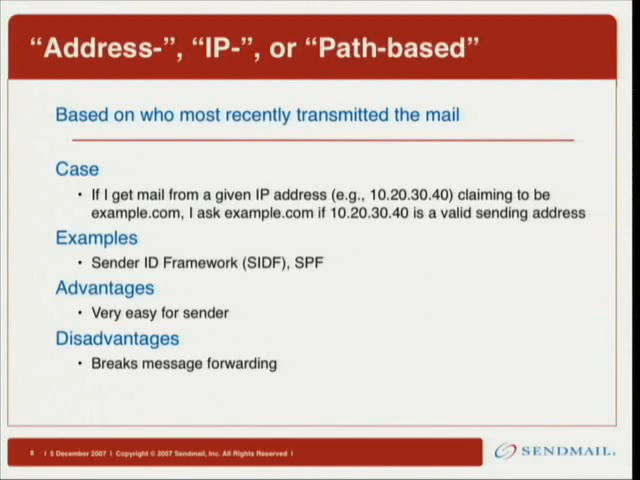 “Address-”, “IP-”, or “Path-based”
Based on who most recently transmitted the mail
Case
• If I get mail from a given IP address (e.g., 10.20.30.40) claiming to be
example.com, I ask example.com if 10.20.30.40 is a valid sending address
Examples
• Sender ID Framework (SIDF), SPF
Advantages
• Very easy for sender
Disadvantages
• Breaks message forwarding
8 | 5 December 2007 | Copyright © 2007 Sendmail, Inc. All Rights Reserved |
SENDMAIL.